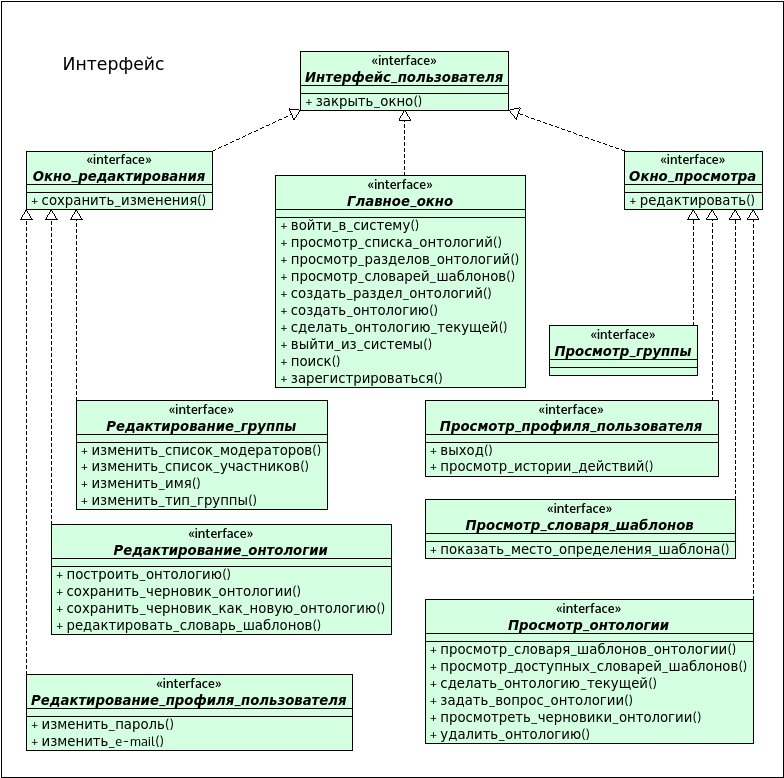 Интерфейс
«interface»
Интерфейс_пользователя
+ закрыть_окно()
«interface»
Окно_редактирования
+ сохранить_изменения()
«interface»
Главное_окно
+ войти_в_систему()
+ просмотр_списка_онтологий()
+ просмотр_разделов_онтологий()
+ просмотр_словарей_шаблонов()
+ создать_раздел_онтологий()
+ создать_онтологию()
+ сделать_онтологию_текущей()
+ выйти_из_системы()
+ поиск()
+ зарегистрироваться()
«interface»
Окно_просмотра
+ редактировать()
«interface»
Просмотр_группы
«interface»
Редактирование_группы
+ изменить_список_модераторов()
+ изменить_список_участников()
+ изменить_имя()
+ изменить_тип_группы()
«interface»
Просмотр_профиля_пользователя
+ выход()
+ просмотр_истории_действий()
«interface»
Просмотр_словаря_шаблонов
+ показать_место_определения_шаблона()
«interface»
Редактирование_онтологии
+ построить_онтологию()
+ сохранить_черновик_онтологии()
+ сохранить_черновик_как_новую_онтологию()
+ редактировать_словарь_шаблонов()
«interface»
Просмотр_онтологии
+ просмотр_словаря_шаблонов_онтологии()
+ просмотр_доступных_словарей_шаблонов()
+ сделать_онтологию_текущей()
+ задать_вопрос_онтологии()
+ просмотреть_черновики_онтологии()
+ удалить_онтологию()
«interface»
Редактирование_профиля_пользователя
+ изменить_пароль()
+ изменить_e-mail()